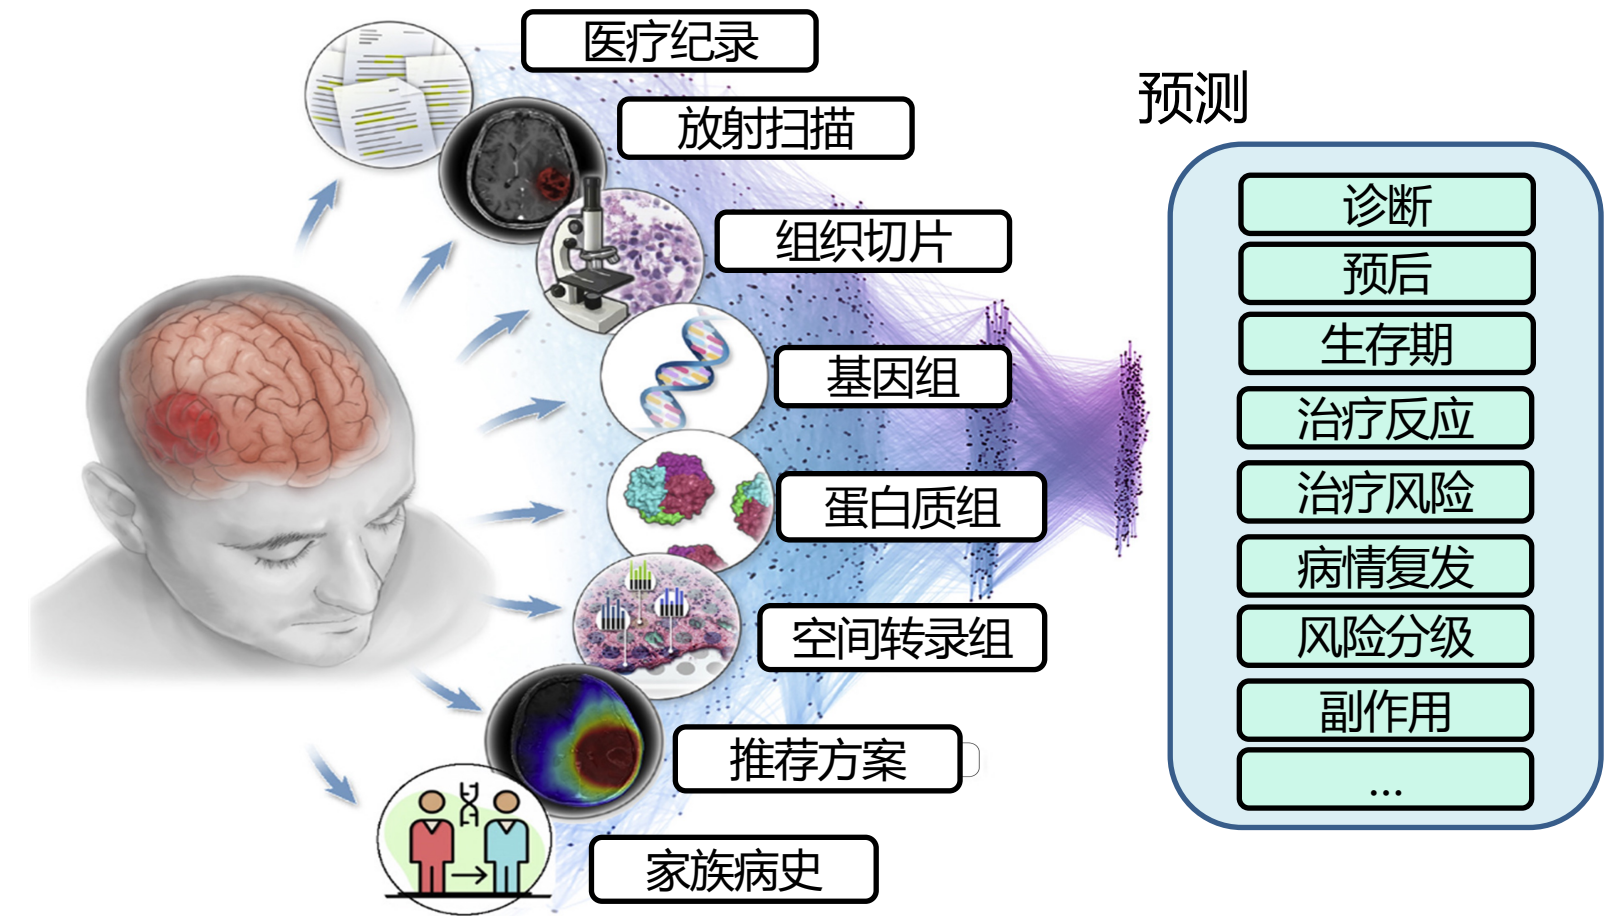 医疗纪录
放射扫描
组织切片
基因组
蛋白质组
空间转录组
推荐方案
家族病史
预测
诊断
预后
生存期
治疗反应
治疗风险
病情复发
风险分级
副作用
...